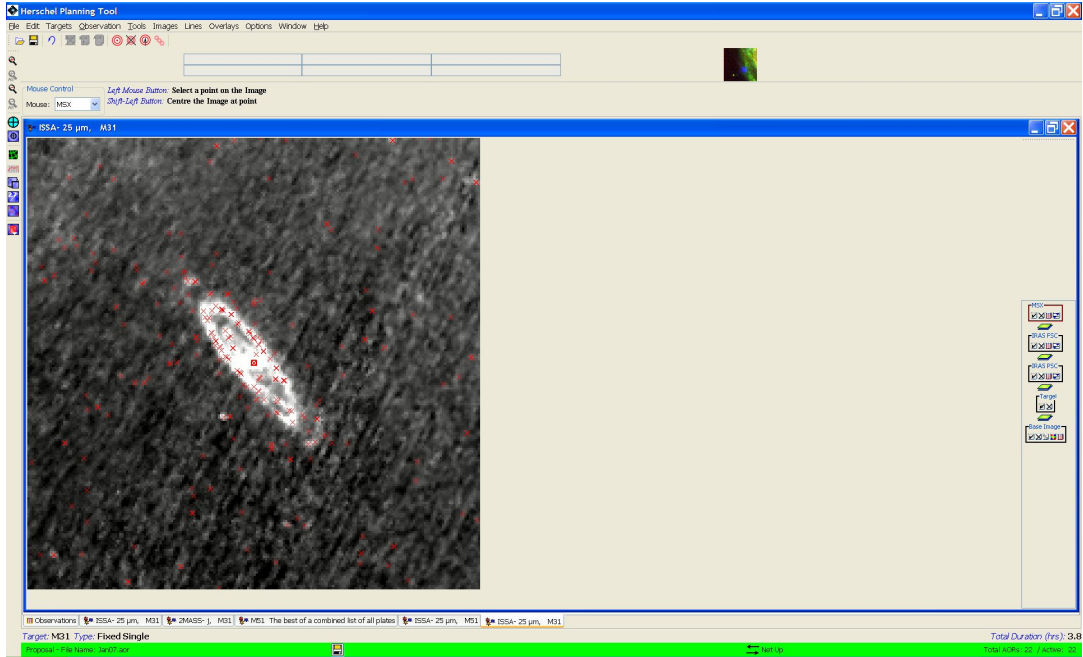 Herschel Planning Tool
File Edit Targets Observation Tools Images Lines Overlays Options Window Help
Mouse Control
Left Mouse Button: Select a point on the Image
Mouse: MSX
Shift-Left Button: Centre the Image at point
ISSA- 25 μm, M31
MSX
IRAS PSC
IRAS PSC
Target
Base Image
Observations ISSA- 25 μm, M31 2MASS- j, M31 M51 The best of a combined list of all plates ISSA- 25 μm, M51 ISSA- 25 μm, M31
Target: M31 Type: Fixed Single Total Duration (hrs): 3.8
Proposal - File Name: Jan07.aor Net Up Total AORs: 22 / Active: 22